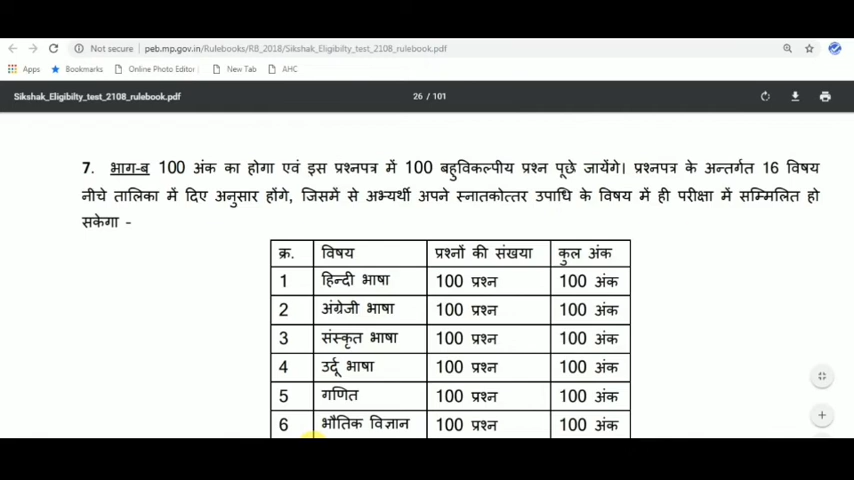 Not secure | peb.mp.gov.in/Rulebooks/RB_2018/Sikshak_Eligibilty_test_2108_rulebook.pdf
Apps Bookmarks Online Photo Editor New Tab AHC
Sikshak_Eligibilty_test_2108_rulebook.pdf 26 / 101
7. भाग-ब 100 अंक का होगा एवं इस प्रश्नपत्र में 100 बहुविकल्पीय प्रश्न पूछे जायेंगे। प्रश्नपत्र के अन्तर्गत 16 विषय
नीचे तालिका में दिए अनुसार होंगे, जिसमें से अभ्यर्थी अपने स्नातकोत्तर उपाधि के विषय में ही परीक्षा में सम्मिलित हो
सकेगा -
क्र. विषय प्रश्नों की संखया कुल अंक
1 हिन्दी भाषा 100 प्रश्न 100 अंक
2 अंग्रेजी भाषा 100 प्रश्न 100 अंक
3 संस्कृत भाषा 100 प्रश्न 100 अंक
4 उर्दू भाषा 100 प्रश्न 100 अंक
5 गणित 100 प्रश्न 100 अंक
6 भौतिक विज्ञान 100 प्रश्न 100 अंक